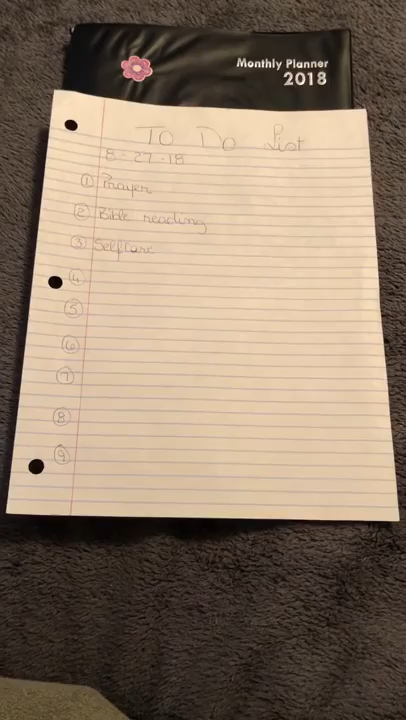 Monthly Planner
2018
To Do List
8-27-18
① Prayer
② Bible reading
③ Selfcare
④
⑤
⑥
⑦
⑧
⑨